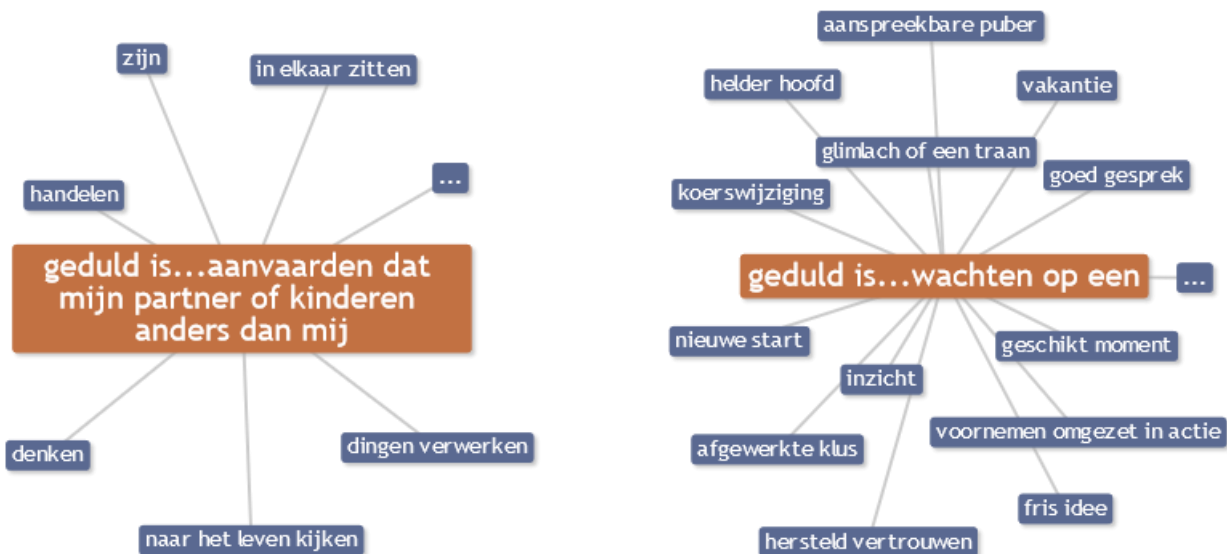 zijn
in elkaar zitten
...
handelen
geduld is...aanvaarden dat
mijn partner of kinderen
anders dan mij
denken
dingen verwerken
naar het leven kijken
aanspreekbare puber
helder hoofd
vakantie
glimlach of een traan
goed gesprek
koerswijziging
geduld is...wachten op een
...
nieuwe start
geschikt moment
inzicht
voornemen omgezet in actie
afgewerkte klus
fris idee
hersteld vertrouwen